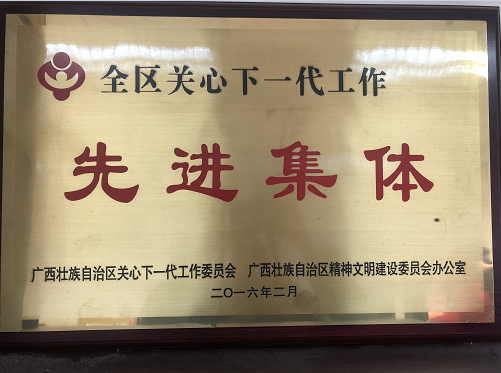 全区关心下一代工作
先进集体
广西壮族自治区关心下一代工作委员会 广西壮族自治区精神文明建设委员会办公室
二〇一六年二月